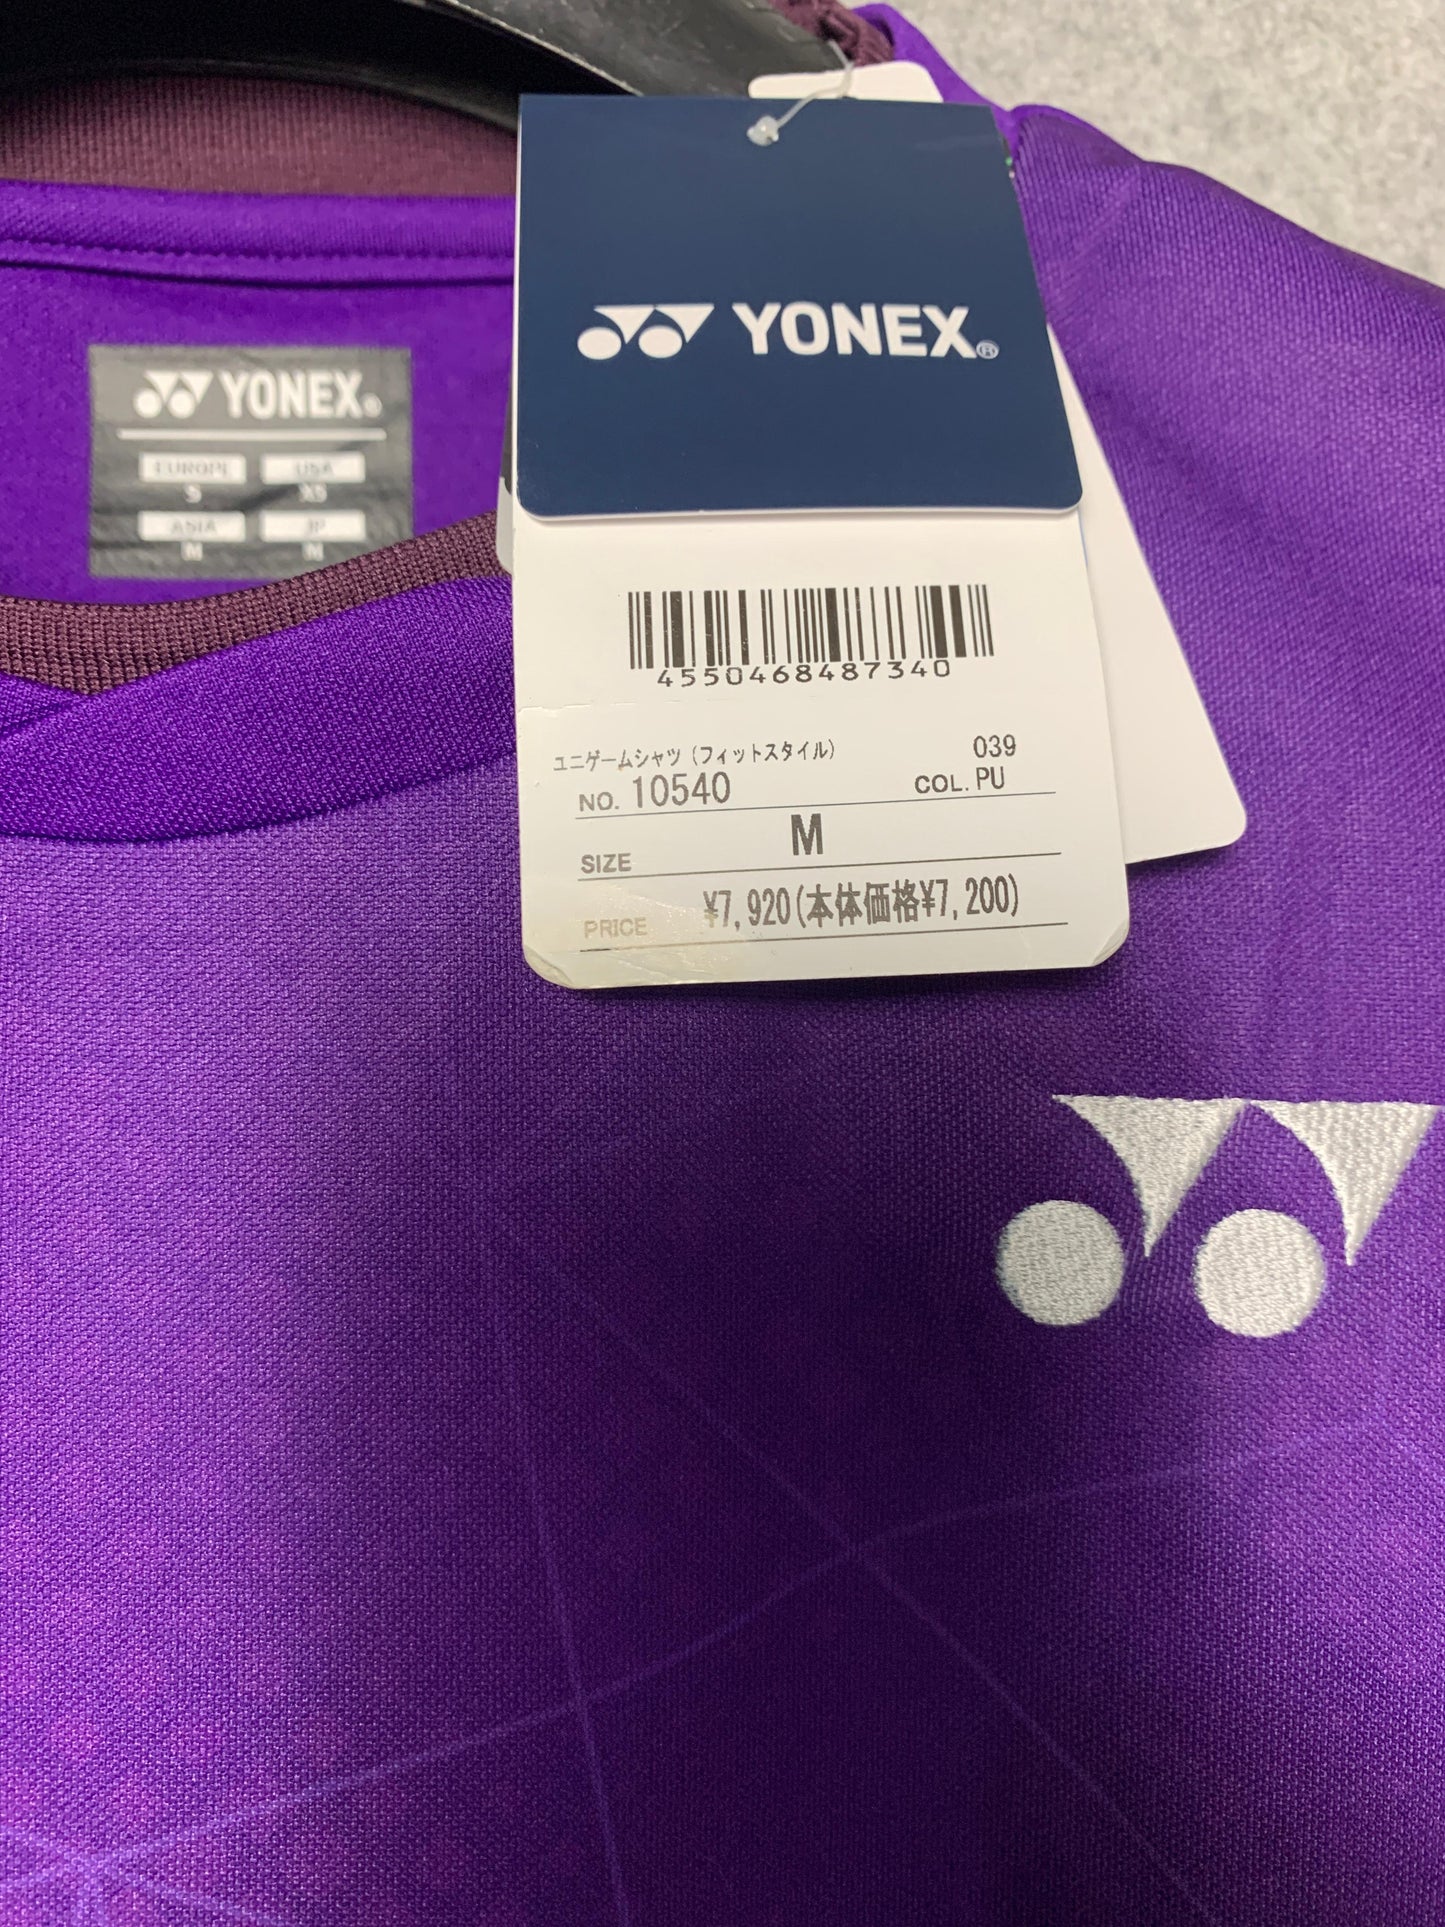 YONEX®
YONEX®
EUROPE USA
S XS
ASIA JP
M M
4550468487340
ユニゲームシャツ(フィットスタイル) 039
NO. 10540 COL. PU
SIZE M
PRICE ¥7,920(本体価格¥7,200)